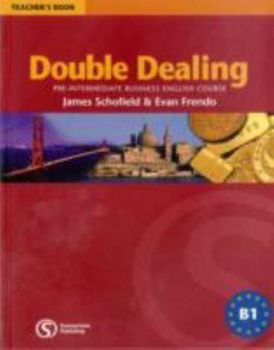 TEACHER'S BOOK
Double Dealing
PRE-INTERMEDIATE BUSINESS ENGLISH COURSE
James Schofield & Evan Frendo
S
Summertown
Publishing
B1